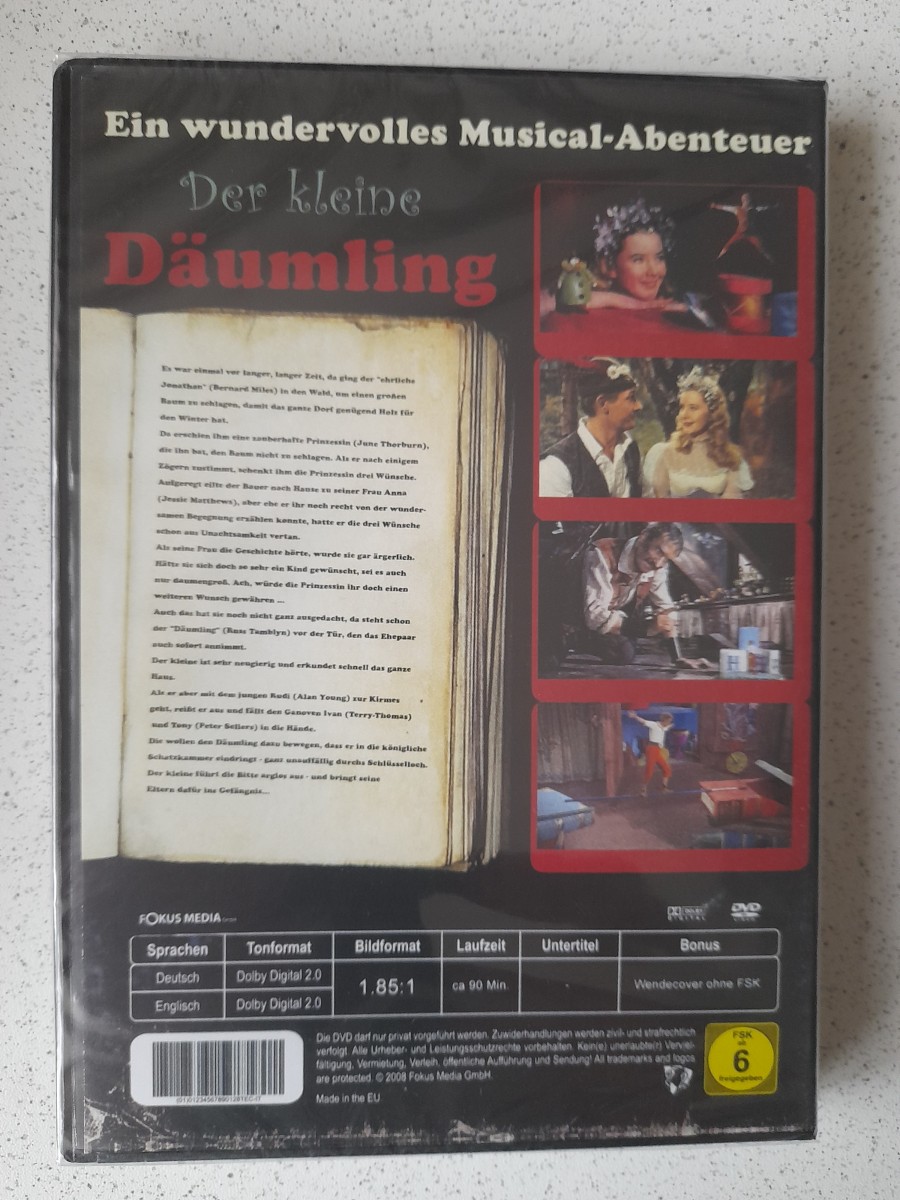 Ein wundervolles Musical-Abenteuer
Der kleine
Däumling
Es war einmal vor langer, langer Zeit, da ging der "ehrliche
Jonathan" (Bernard Miles) in den Wald, um einen großen
Baum zu schlagen, damit das ganze Dorf genügend Holz für
den Winter hat.
Da erschien ihm eine zauberhafte Prinzessin (June Thorburn),
die ihn bat, den Baum nicht zu schlagen. Als er nach einigem
Zögern zustimmt, schenkt ihm die Prinzessin drei Wünsche.
Aufgeregt eilte der Bauer nach Hause zu seiner Frau Anna
(Jessie Matthews), aber ehe er ihr noch recht von der wunder-
samen Begegnung erzählen konnte, hatte er die drei Wünsche
schon aus Unachtsamkeit vertan.
Als seine Frau die Geschichte hörte, wurde sie gar ärgerlich.
Hätte sie sich doch so sehr ein Kind gewünscht, sei es auch
nur daumengroß. Ach, würde die Prinzessin ihr doch einen
weiteren Wunsch gewähren ...
Auch das hat sie noch nicht ganz ausgedacht, da steht schon
der "Däumling" (Russ Tamblyn) vor der Tür, den das Ehepaar
auch sofort annimmt.
Der kleine ist sehr neugierig und erkundet schnell das ganze
Haus.
Als er aber mit dem jungen Rudi (Alan Young) zur Kirmes
geht, reißt er aus und fällt den Ganoven Ivan (Terry-Thomas)
und Tony (Peter Sellers) in die Hände.
Die wollen den Däumling dazu bewegen, dass er in die königliche
Schatzkammer eindringt - ganz unauffällig durchs Schlüsselloch.
Der kleine führt die Bitte arglos aus - und bringt seine
Eltern dafür ins Gefängnis...
FOKUS MEDIA
DOLBY DIGITAL
DVD VIDEO
Sprachen Tonformat Bildformat Laufzeit Untertitel Bonus
Deutsch Dolby Digital 2.0 1.85:1 ca 90 Min. Wendecover ohne FSK
Englisch Dolby Digital 2.0
Die DVD darf nur privat vorgeführt werden. Zuwiderhandlungen werden zivil- und strafrechtlich
verfolgt. Alle Urheber- und Leistungsschutzrechte vorbehalten. Kein(e) unerlaubte(r) Verviel-
fältigung, Vermietung, Verleih, öffentliche Aufführung und Sendung! All trademarks and logos
are protected. © 2008 Fokus Media GmbH.
Made in the EU
FSK
ab
6
freigegeben